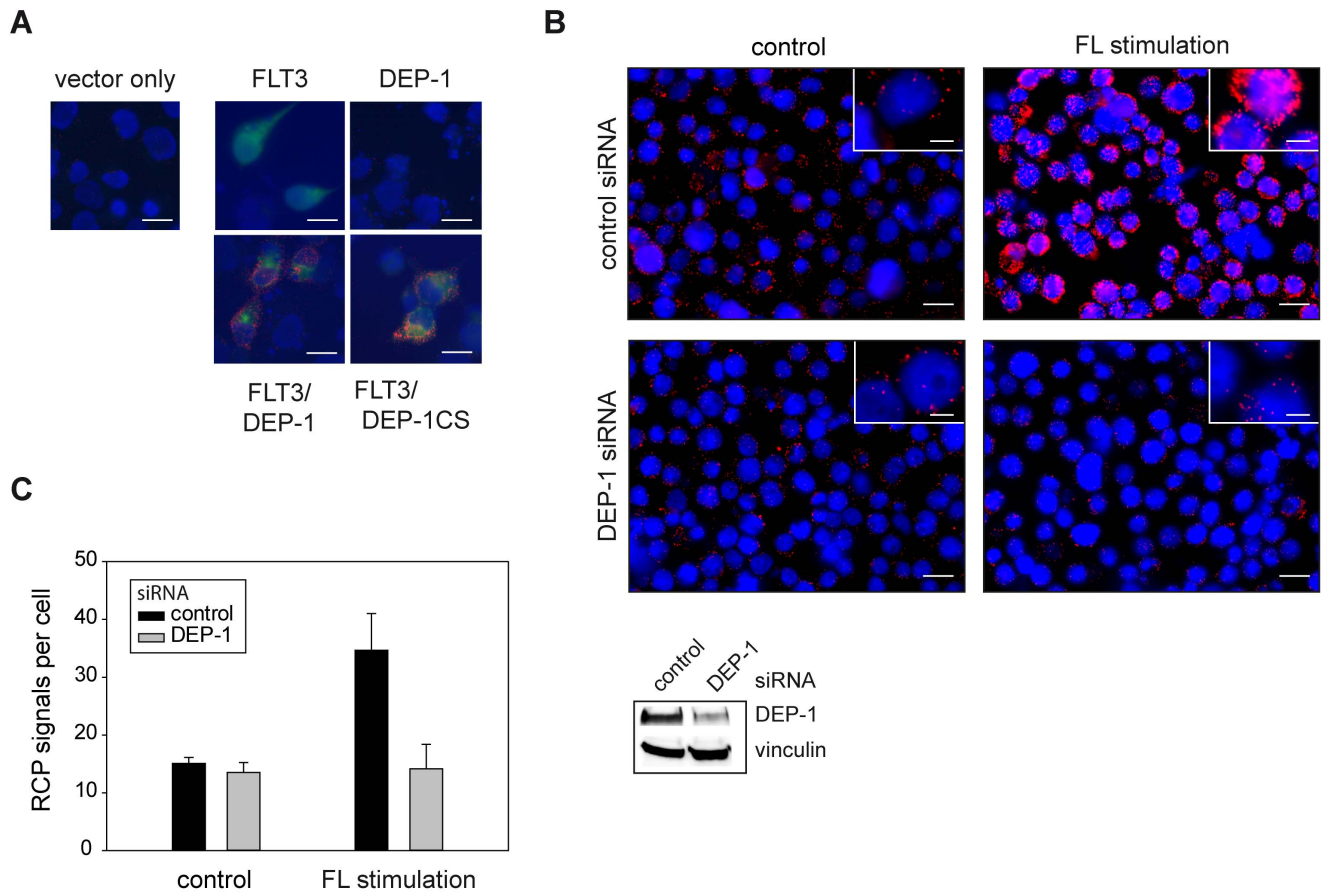 A
vector only
FLT3
DEP-1
FLT3/
DEP-1
FLT3/
DEP-1CS
B
control
FL stimulation
control siRNA
DEP-1 siRNA
control
DEP-1
siRNA
DEP-1
vinculin
C
RCP signals per cell
50
40
30
20
10
0
siRNA
control
DEP-1
control
FL stimulation